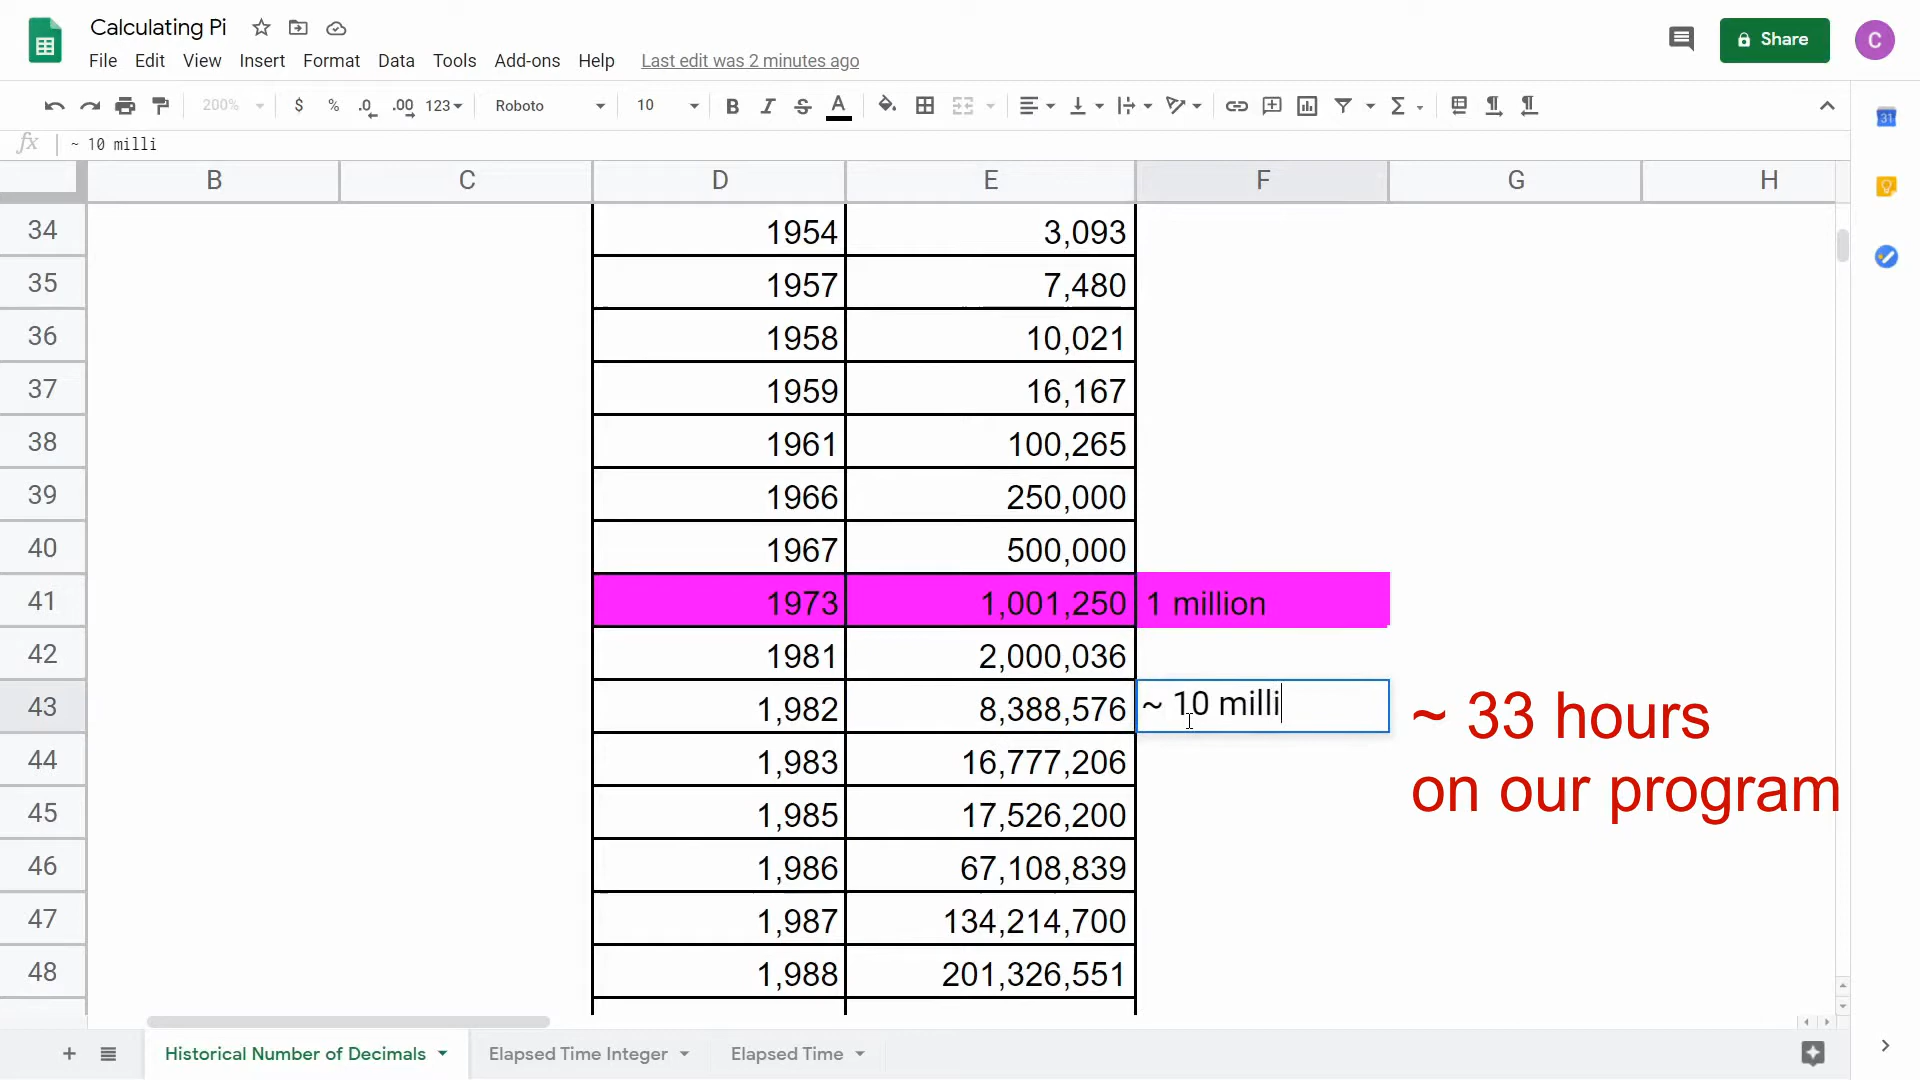 Calculating Pi
File Edit View Insert Format Data Tools Add-ons Help Last edit was 2 minutes ago
Share
C
200% $ % .0 .00 123 Roboto 10 B I S A
31
fx ~ 10 milli
B C D E F G H
34 1954 3,093
35 1957 7,480
36 1958 10,021
37 1959 16,167
38 1961 100,265
39 1966 250,000
40 1967 500,000
41 1973 1,001,250 1 million
42 1981 2,000,036
43 1,982 8,388,576 ~ 10 milli
44 1,983 16,777,206
45 1,985 17,526,200
46 1,986 67,108,839
47 1,987 134,214,700
48 1,988 201,326,551
~ 33 hours
on our program
Historical Number of Decimals Elapsed Time Integer Elapsed Time